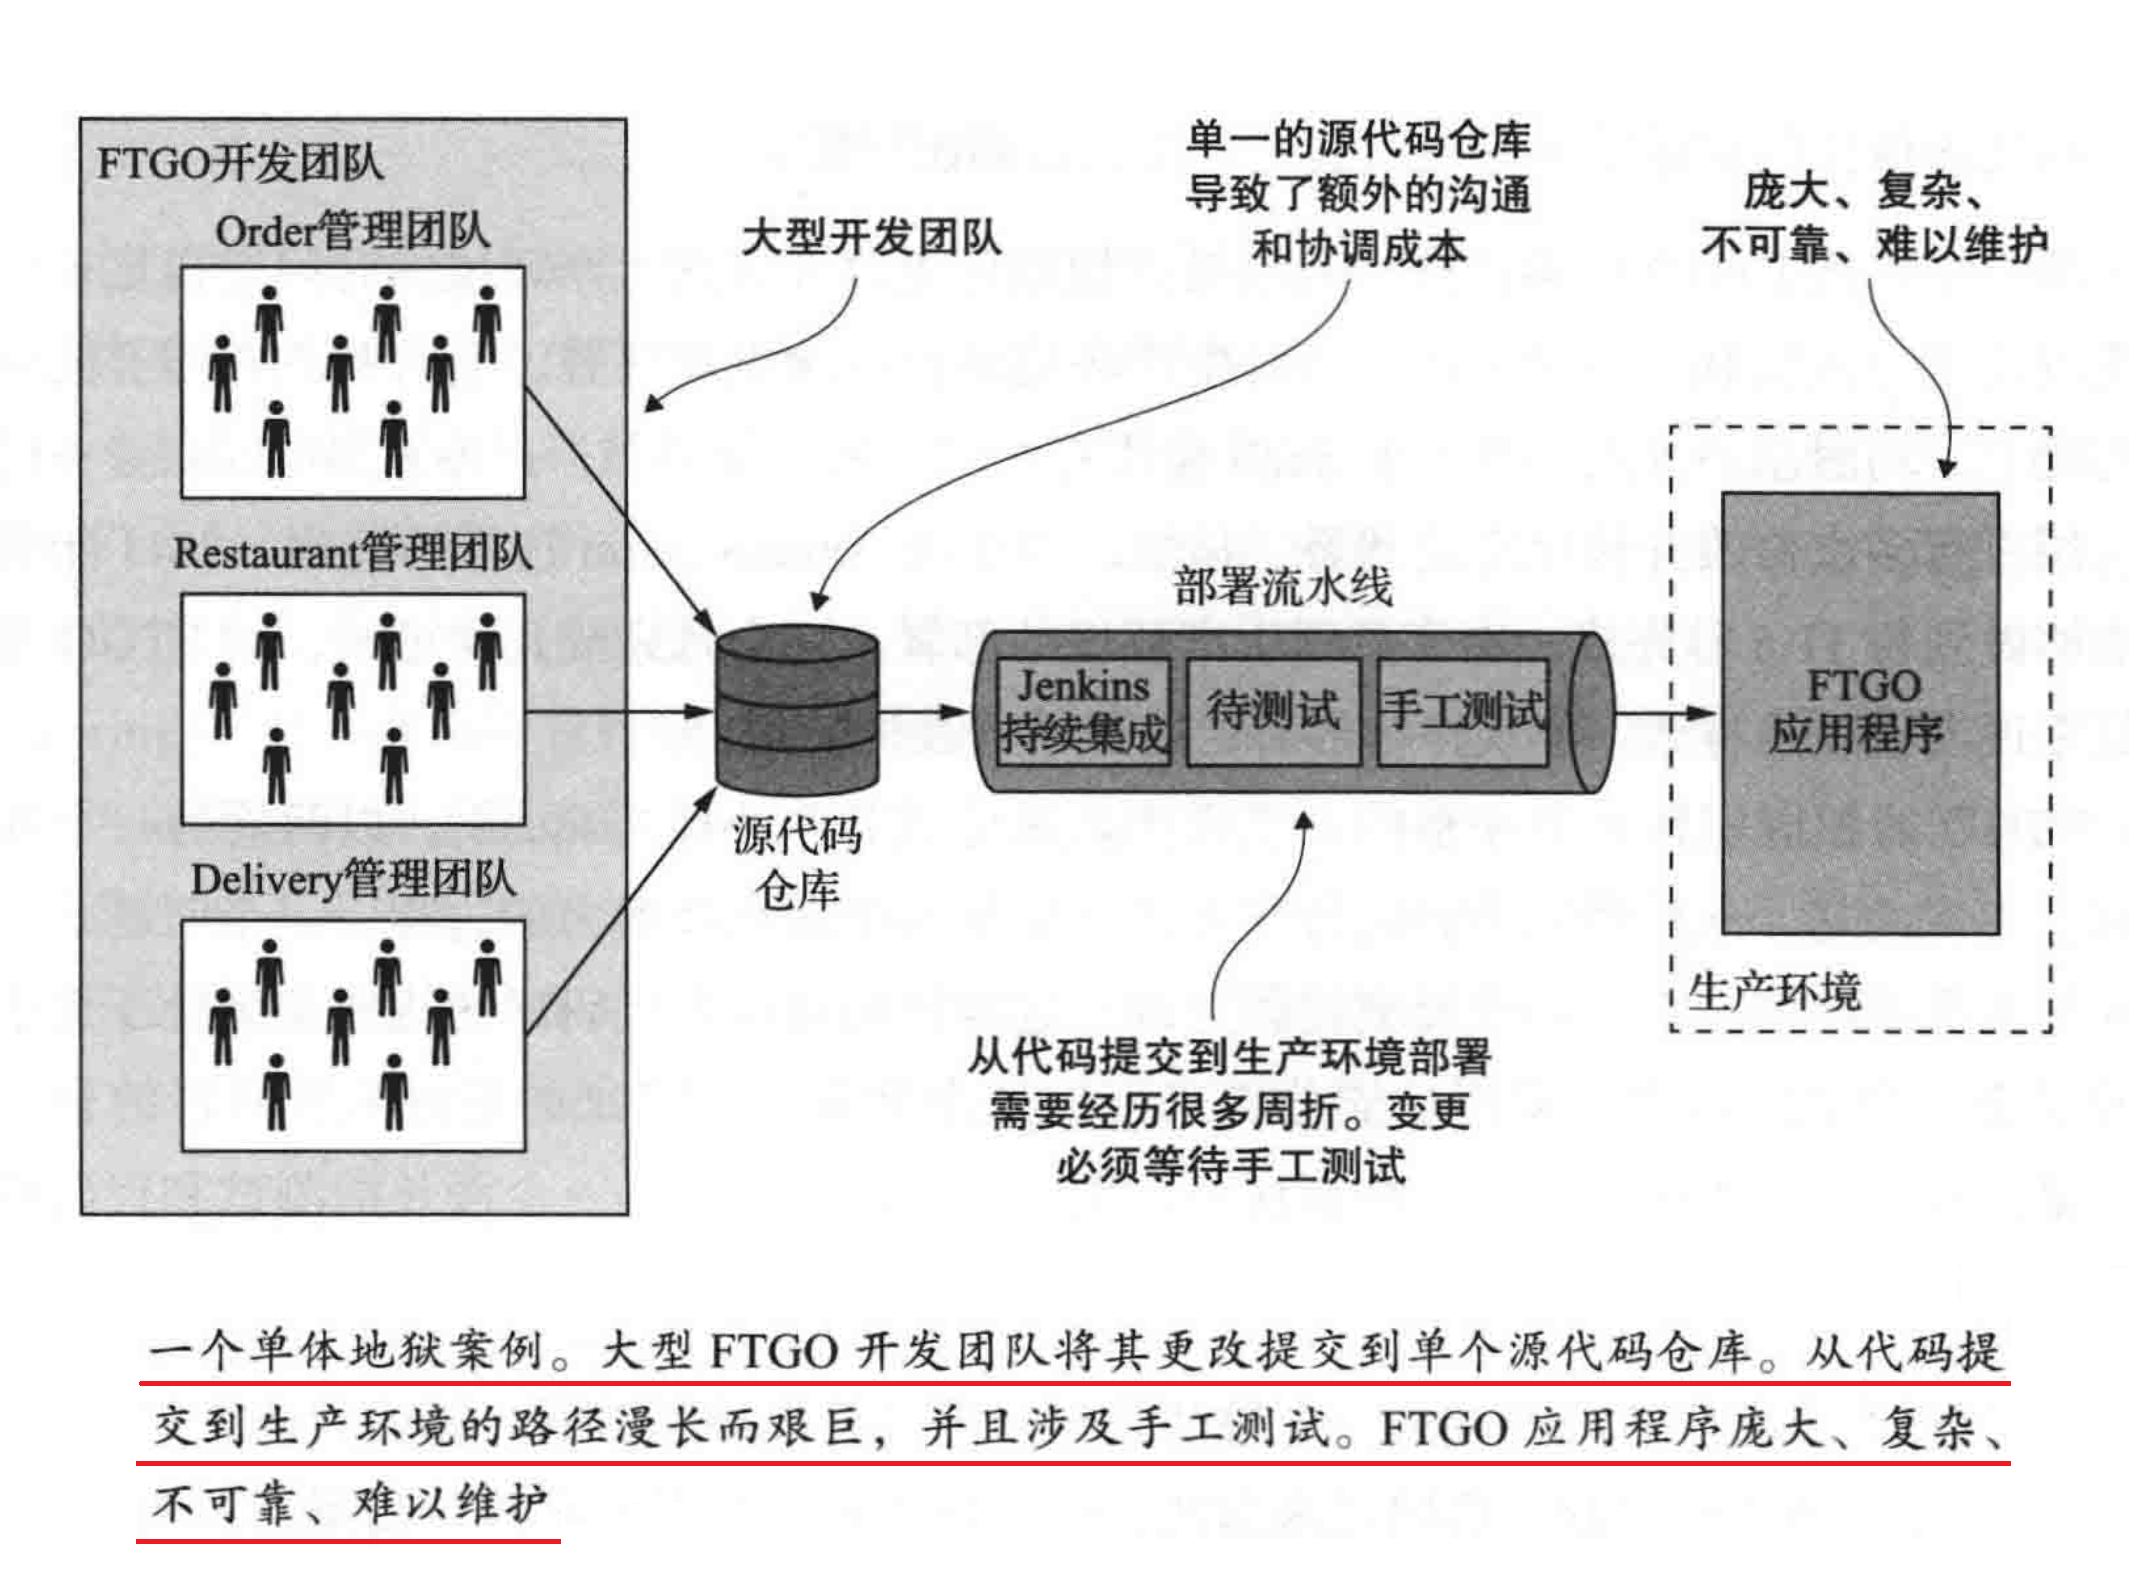 FTGO开发团队
Order管理团队
Restaurant管理团队
Delivery管理团队
大型开发团队
单一的源代码仓库
导致了额外的沟通
和协调成本
庞大、复杂、
不可靠、难以维护
源代码
仓库
部署流水线
Jenkins
持续集成
待测试
手工测试
从代码提交到生产环境部署
需要经历很多周折。变更
必须等待手工测试
FTGO
应用程序
生产环境
一个单体地狱案例。大型 FTGO 开发团队将其更改提交到单个源代码仓库。从代码提
交到生产环境的路径漫长而艰巨，并且涉及手工测试。FTGO 应用程序庞大、复杂、
不可靠、难以维护